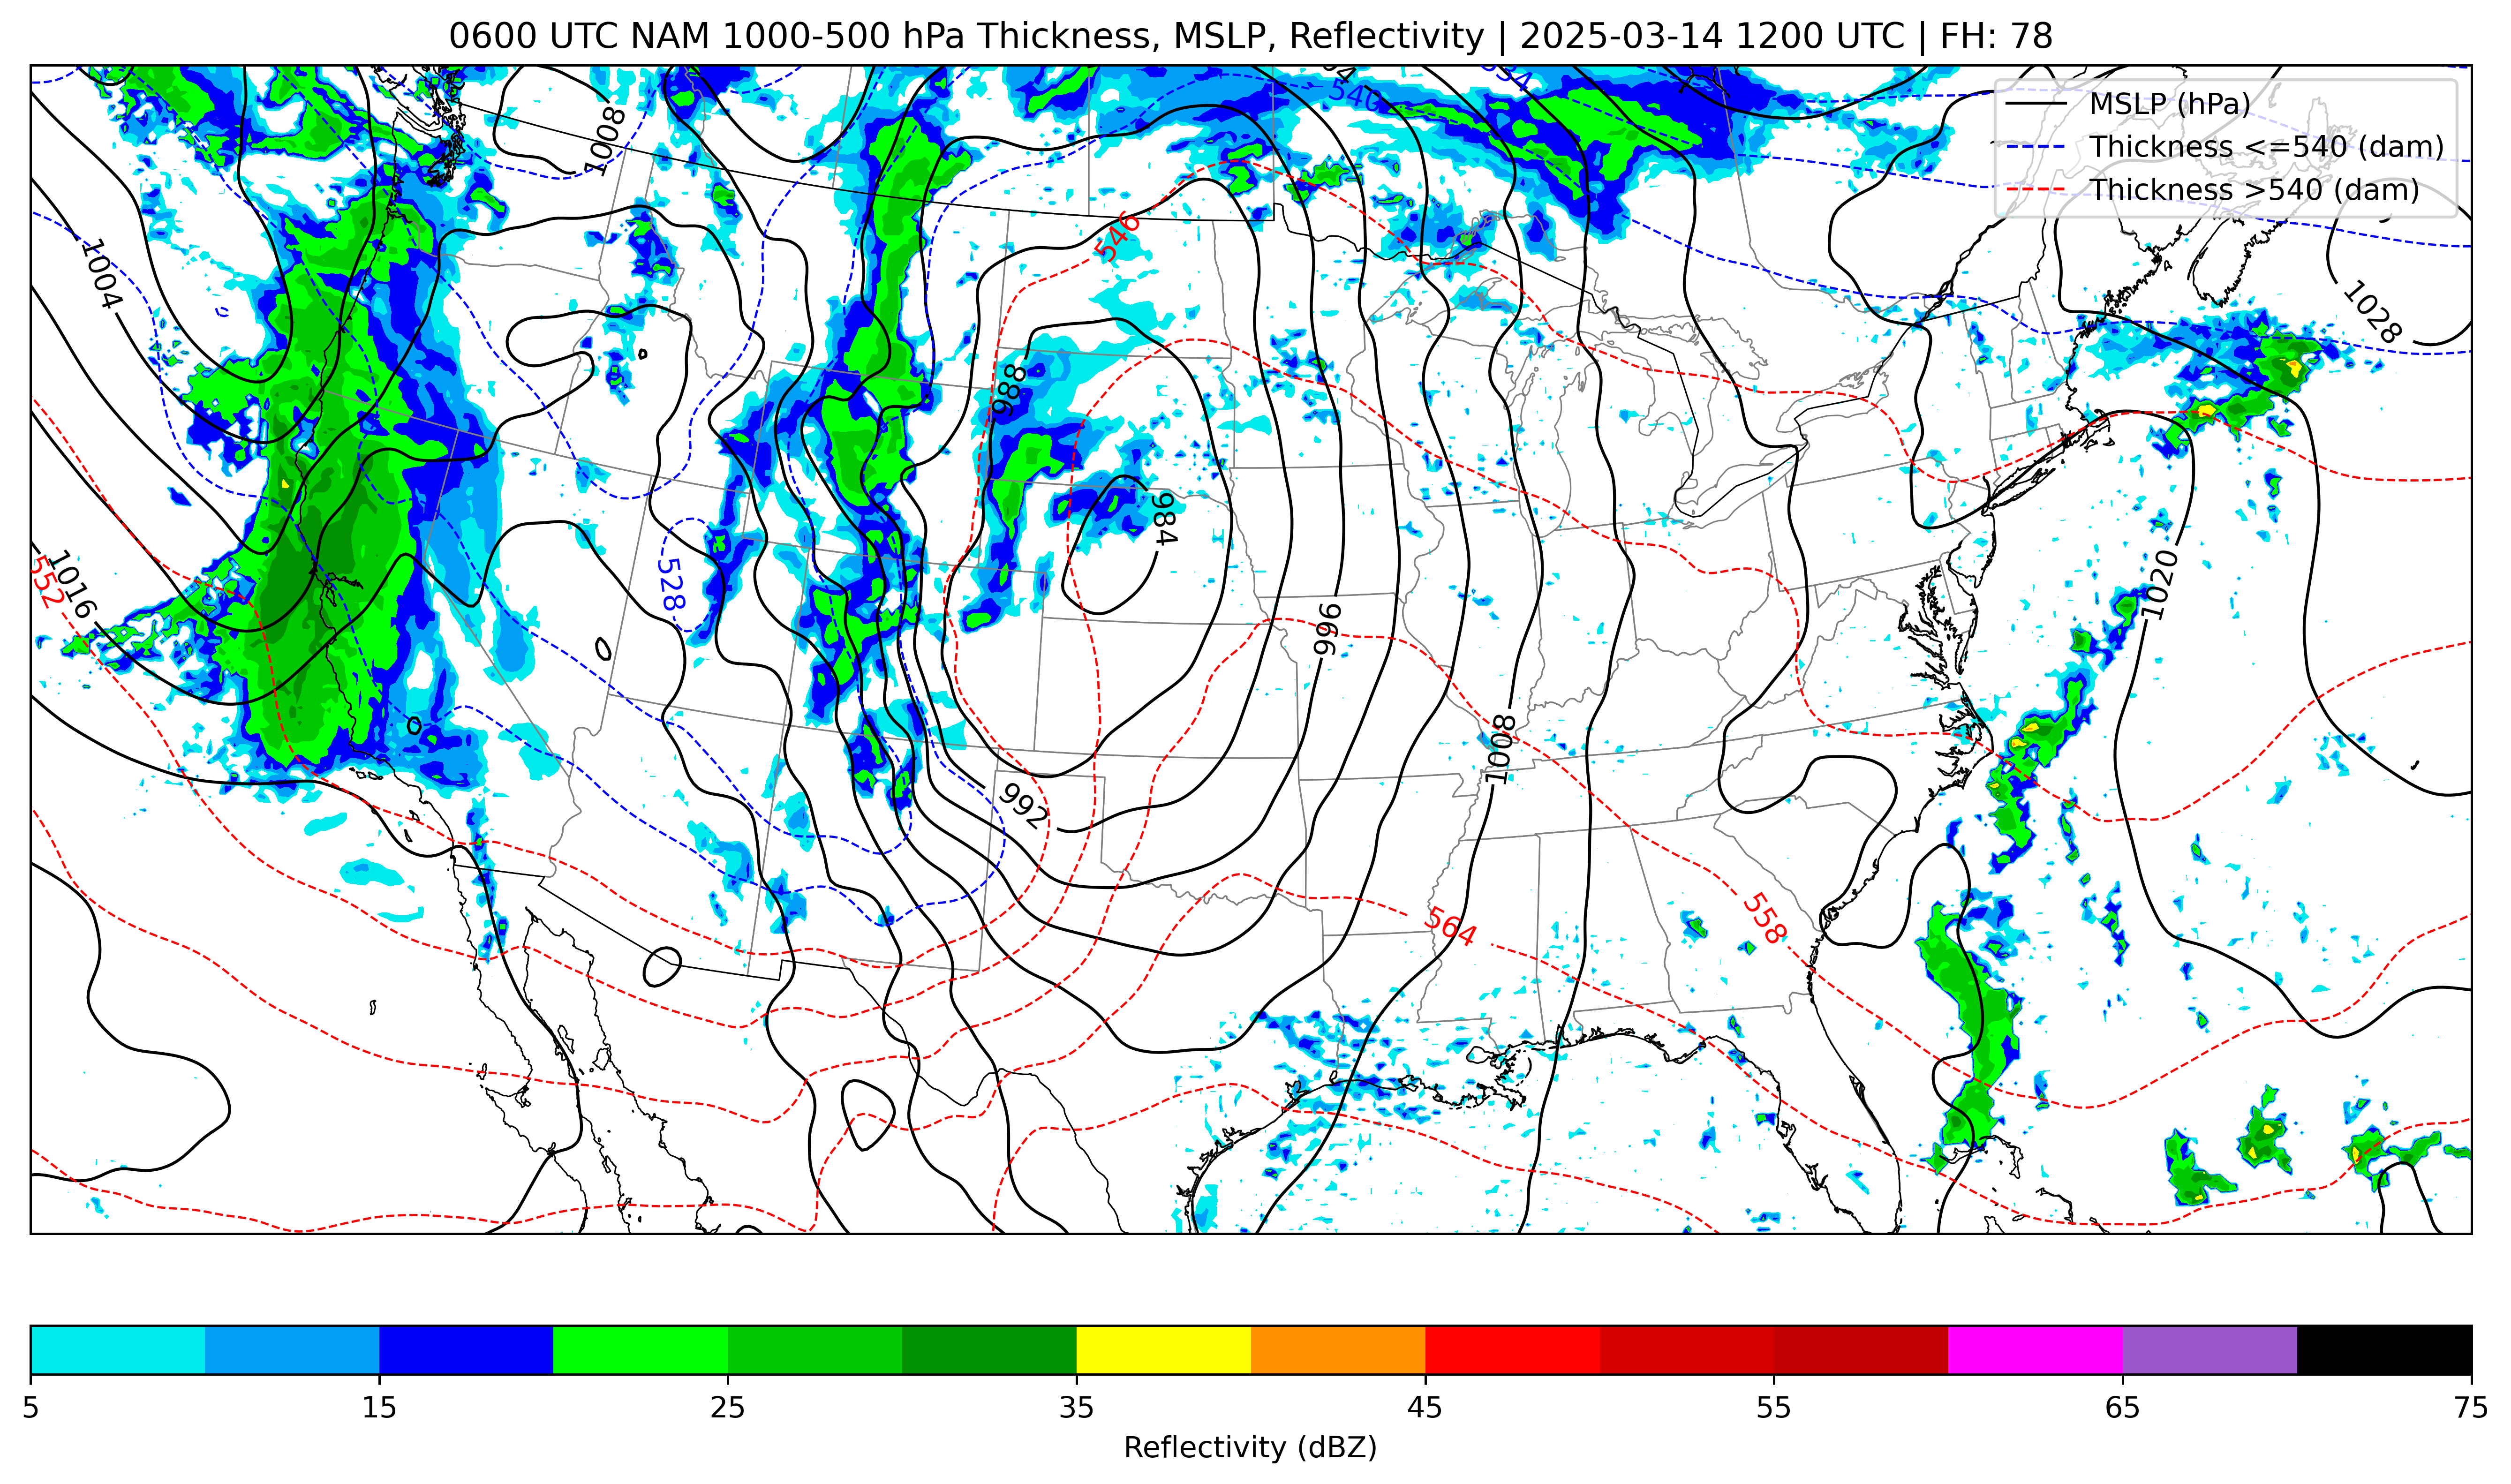 0600 UTC NAM 1000-500 hPa Thickness, MSLP, Reflectivity | 2025-03-14 1200 UTC | FH: 78
MSLP (hPa)
Thickness <=540 (dam)
Thickness >540 (dam)
540
1008
546
1004
1028
988
984
552
1016
528
1020
996
1008
992
564
558
5 15 25 35 45 55 65 75
Reflectivity (dBZ)